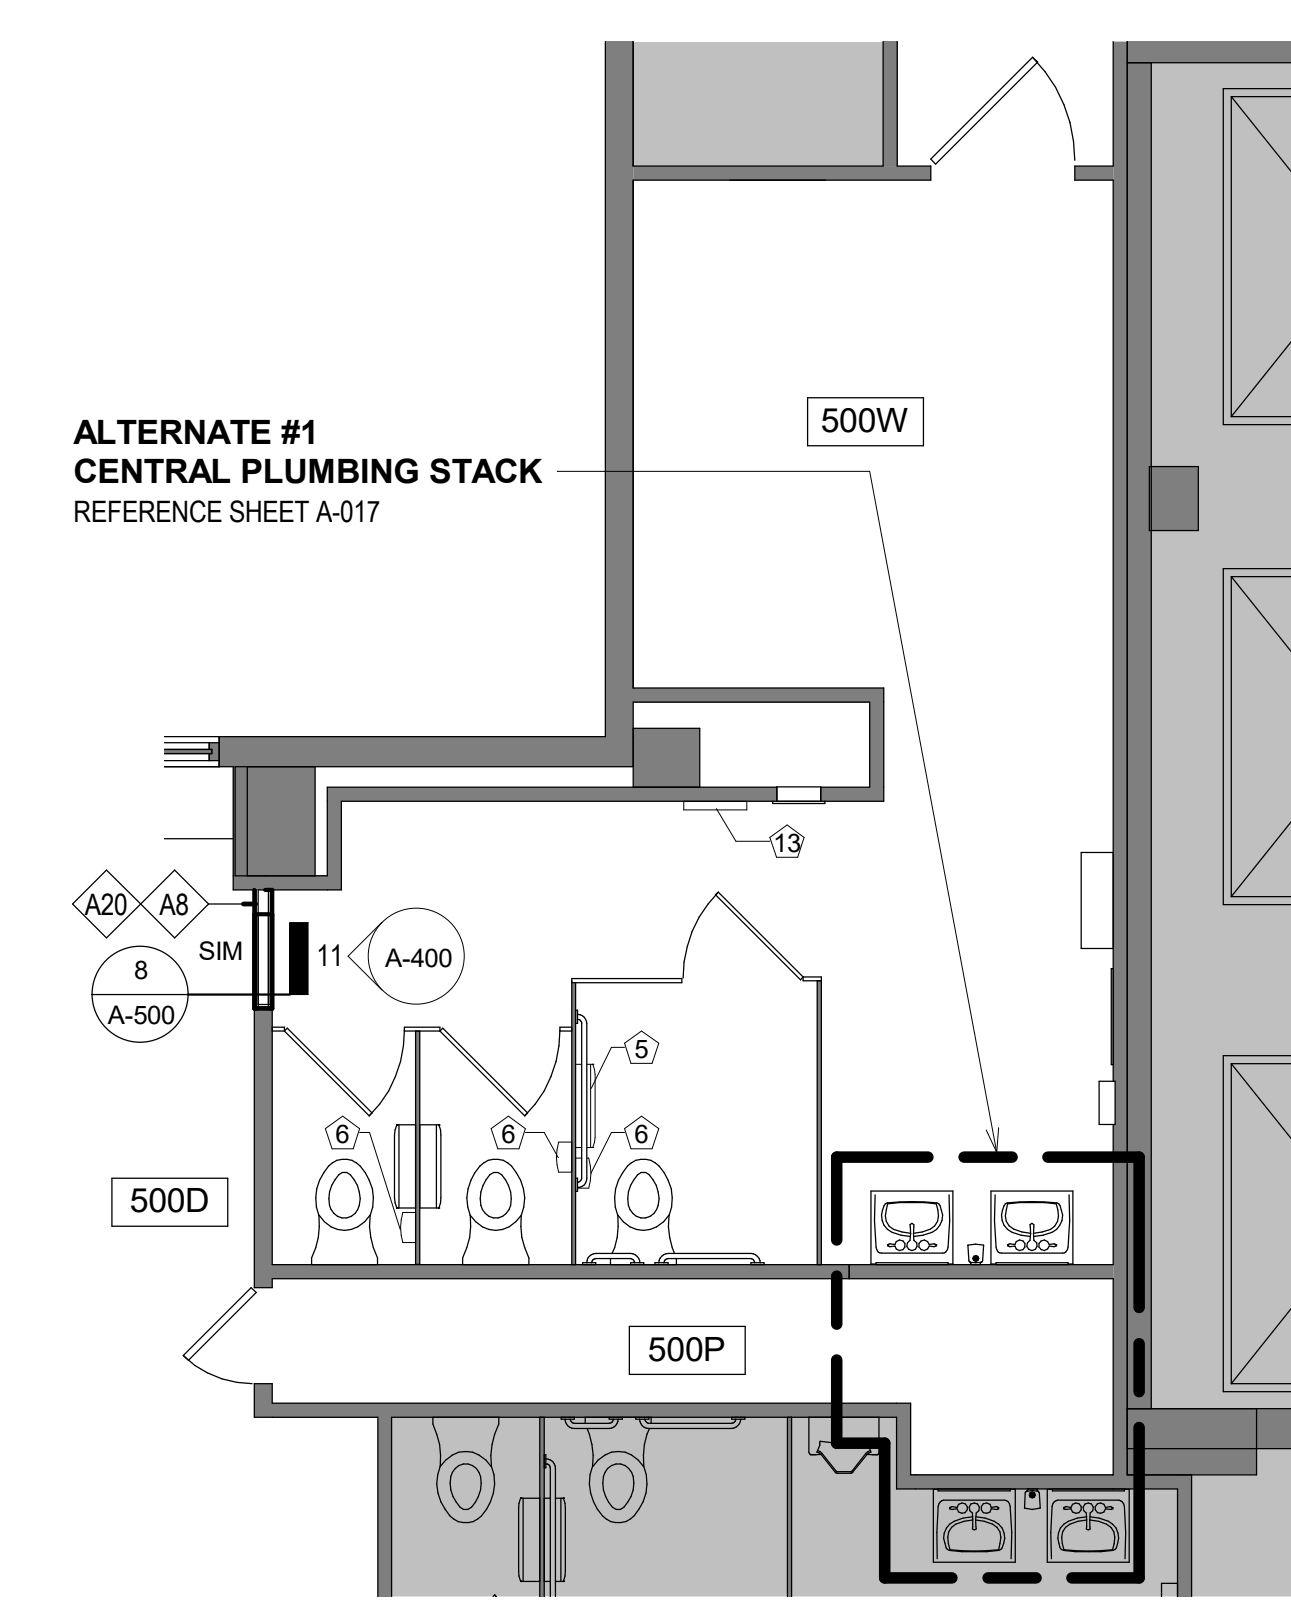 500W
ALTERNATE #1
CENTRAL PLUMBING STACK
REFERENCE SHEET A-017
13
A20
A8
SIM
11
A-400
8
A-500
5
6
6
6
500D
500P